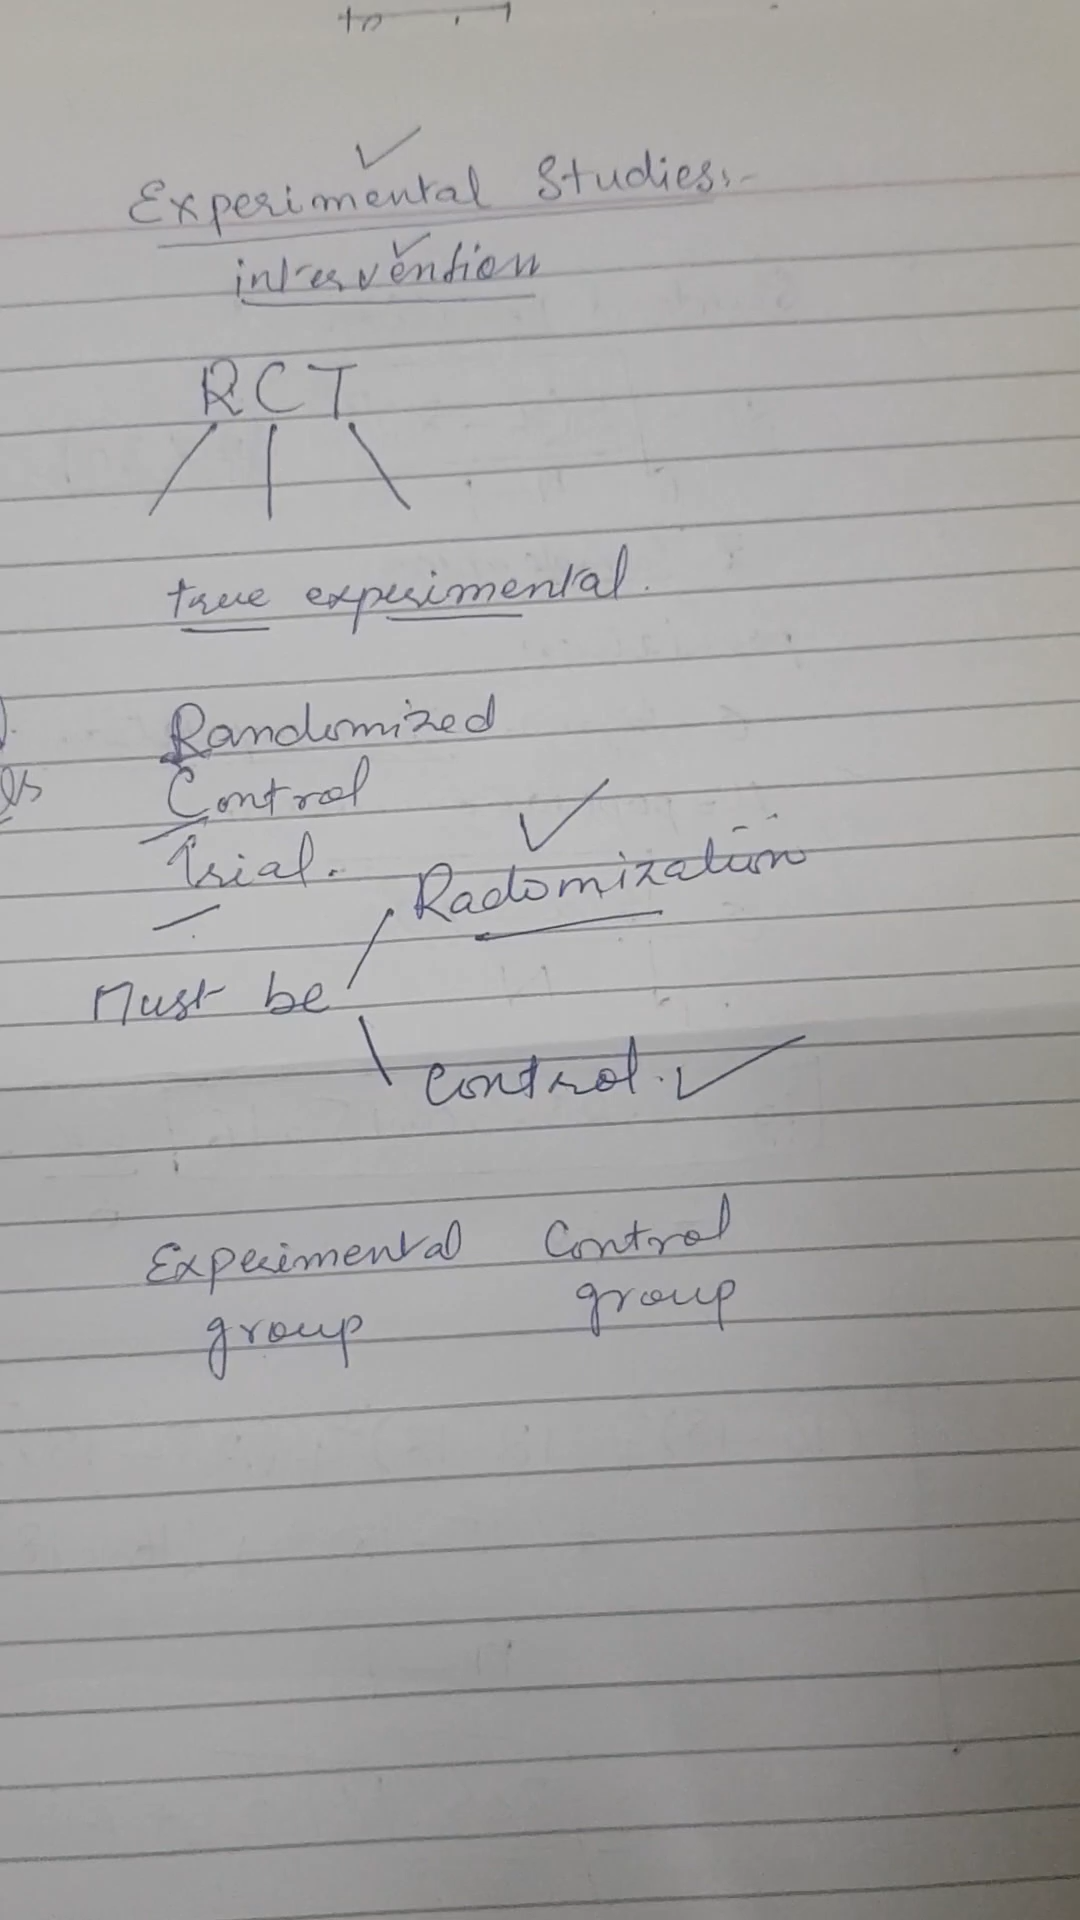 Experimental Studies:-
intervention
RCT
true experimental.
Randomized
Control
Trial.
Radomization
Must be
Control.
Experimental Control
group group